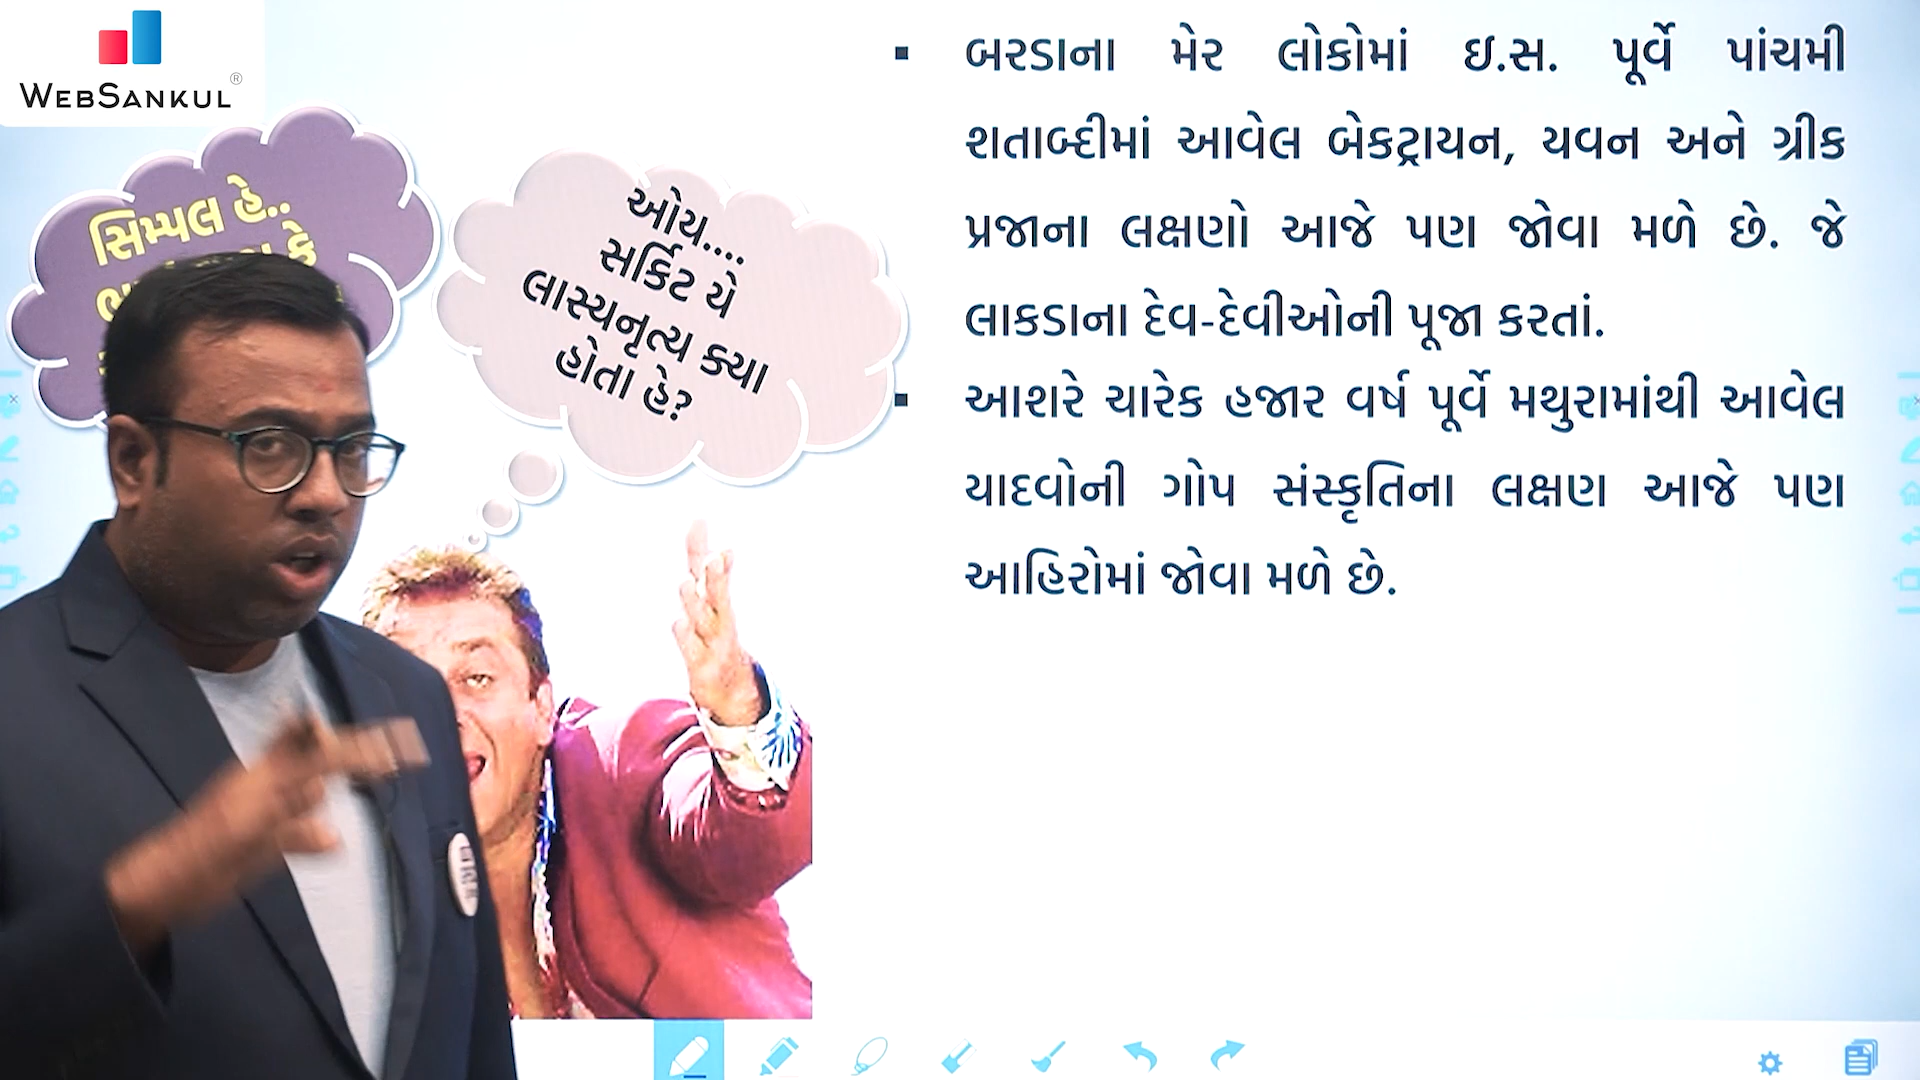 WEBSANKUL®
સિમ્પલ હે..
ઓય....
સર્કિટ યે
લાસ્યનૃત્ય ક્યા
હોતા હે?
▪ બરડાના મેર લોકોમાં ઇ.સ. પૂર્વે પાંચમી
શતાબ્દીમાં આવેલ બેકટ્રાયન, યવન અને ગ્રીક
પ્રજાના લક્ષણો આજે પણ જોવા મળે છે. જે
લાકડાના દેવ-દેવીઓની પૂજા કરતાં.
▪ આશરે ચારેક હજાર વર્ષ પૂર્વે મથુરામાંથી આવેલ
યાદવોની ગોપ સંસ્કૃતિના લક્ષણ આજે પણ
આહિરોમાં જોવા મળે છે.